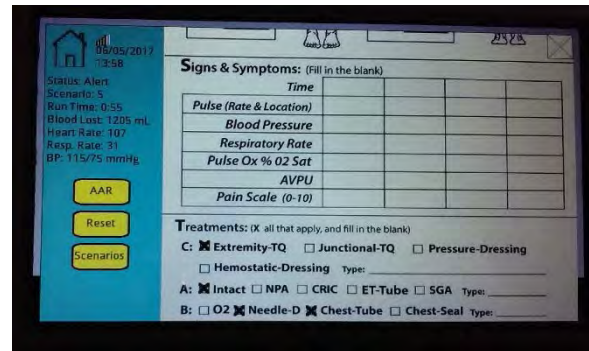 06/05/2017
13:58
Status: Alert
Scenario: 5
Run Time: 0:55
Blood Lost: 1205 mL
Heart Rate: 107
Resp. Rate: 31
BP: 115/75 mmHg
AAR
Reset
Scenarios
Signs & Symptoms: (Fill in the blank)
Time
Pulse (Rate & Location)
Blood Pressure
Respiratory Rate
Pulse Ox % 02 Sat
AVPU
Pain Scale (0-10)
Treatments: (X all that apply, and fill in the blank)
C: Extremity-TQ Junctional-TQ Pressure-Dressing
Hemostatic-Dressing Type:
A: Intact NPA CRIC ET-Tube SGA Type:
B: O2 Needle-D Chest-Tube Chest-Seal Type: